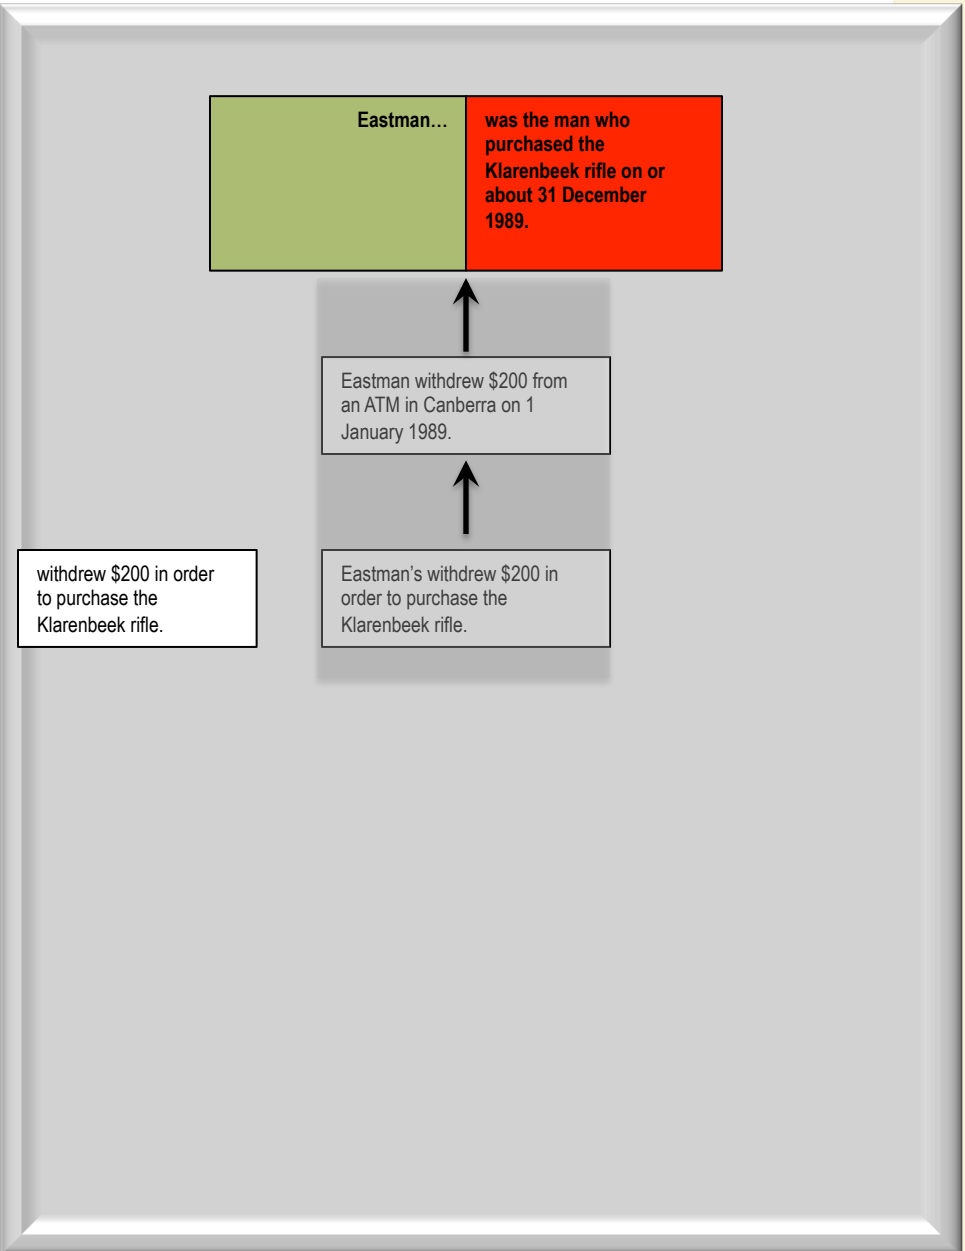 Eastman…
was the man who
purchased the
Klarenbeek rifle on or
about 31 December
1989.
Eastman withdrew $200 from
an ATM in Canberra on 1
January 1989.
withdrew $200 in order
to purchase the
Klarenbeek rifle.
Eastman’s withdrew $200 in
order to purchase the
Klarenbeek rifle.